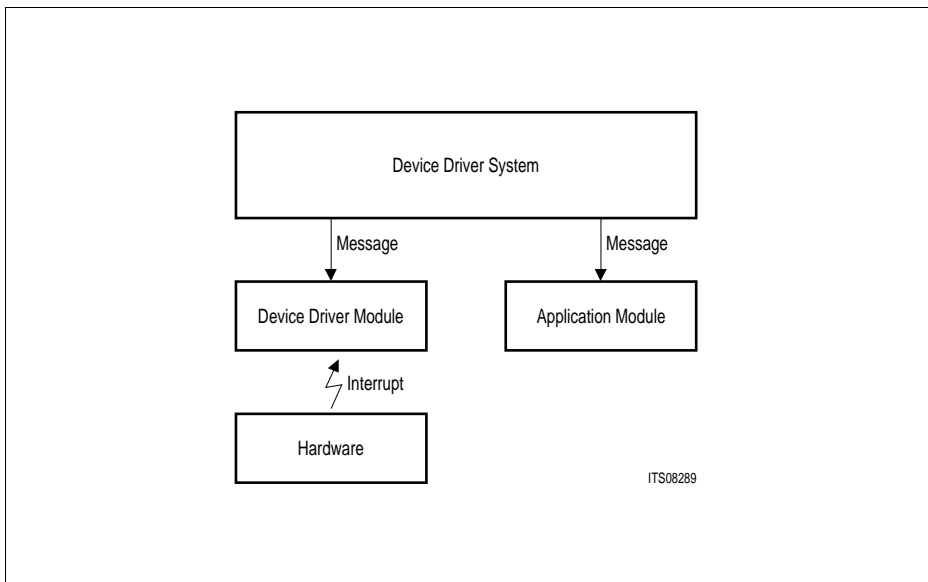 Device Driver System
Message
Message
Device Driver Module
Application Module
Interrupt
Hardware
ITS08289